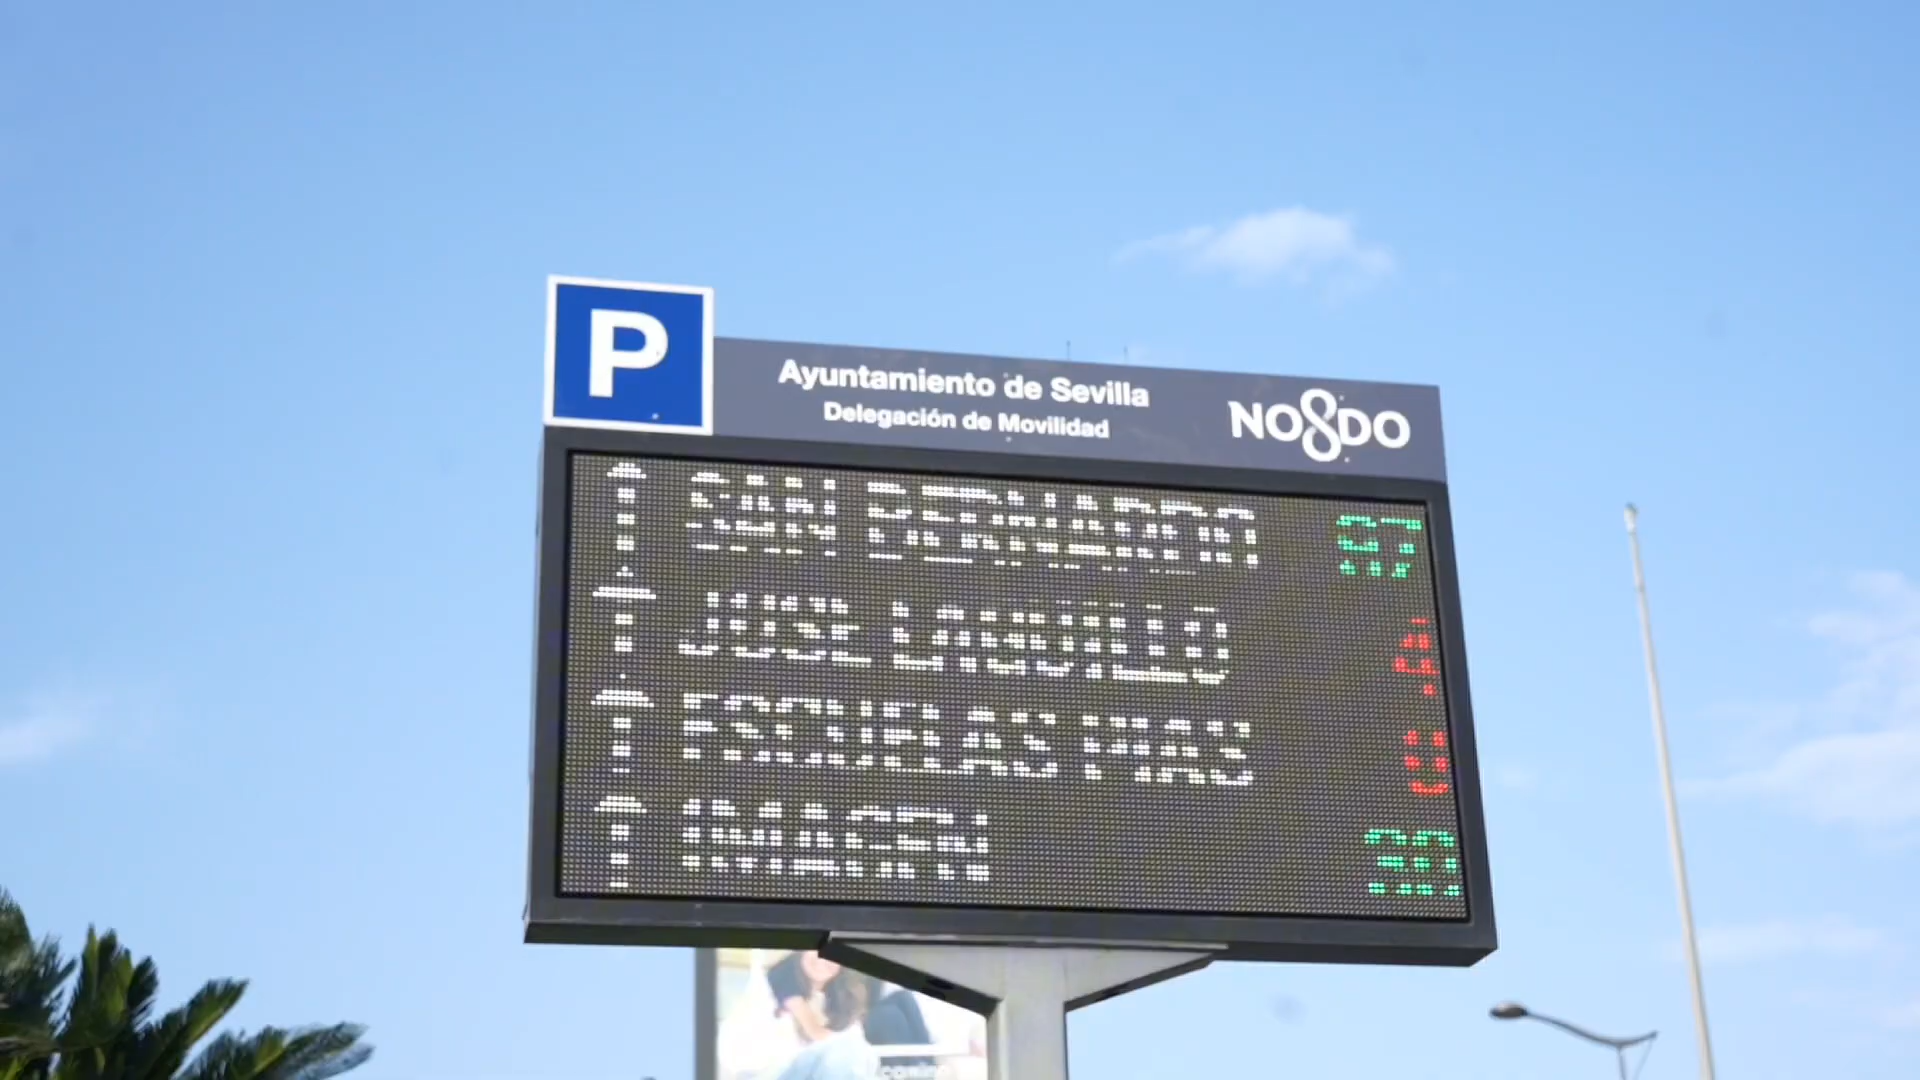 P
Ayuntamiento de Sevilla
Delegación de Movilidad
NO8DO
SAN BERNARDO
JOSE LAGUILLO
ESCUELAS PIAS
IMAGEN